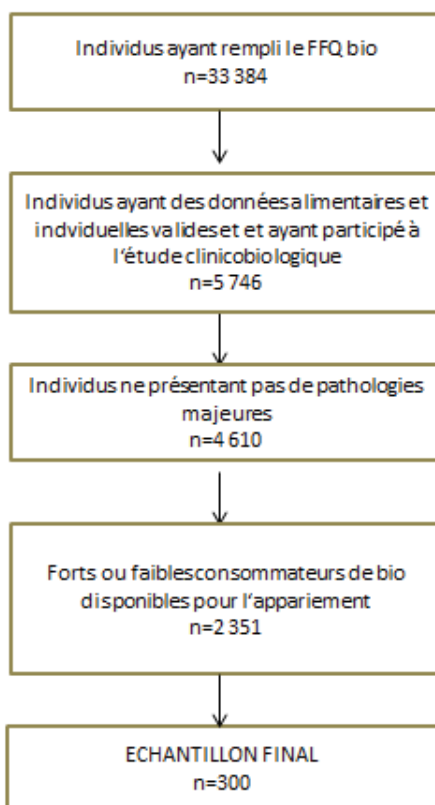 Individus ayant rempli le FFQ bio
n=33 384
Individus ayant des données alimentaires et
indviduelles valides et et ayant participé à
l'étude clinicobiologique
n=5 746
Individus ne présentant pas de pathologies
majeures
n=4 610
Forts ou faibles consommateurs de bio
disponibles pour l'appariement
n=2 351
ECHANTILLON FINAL
n=300